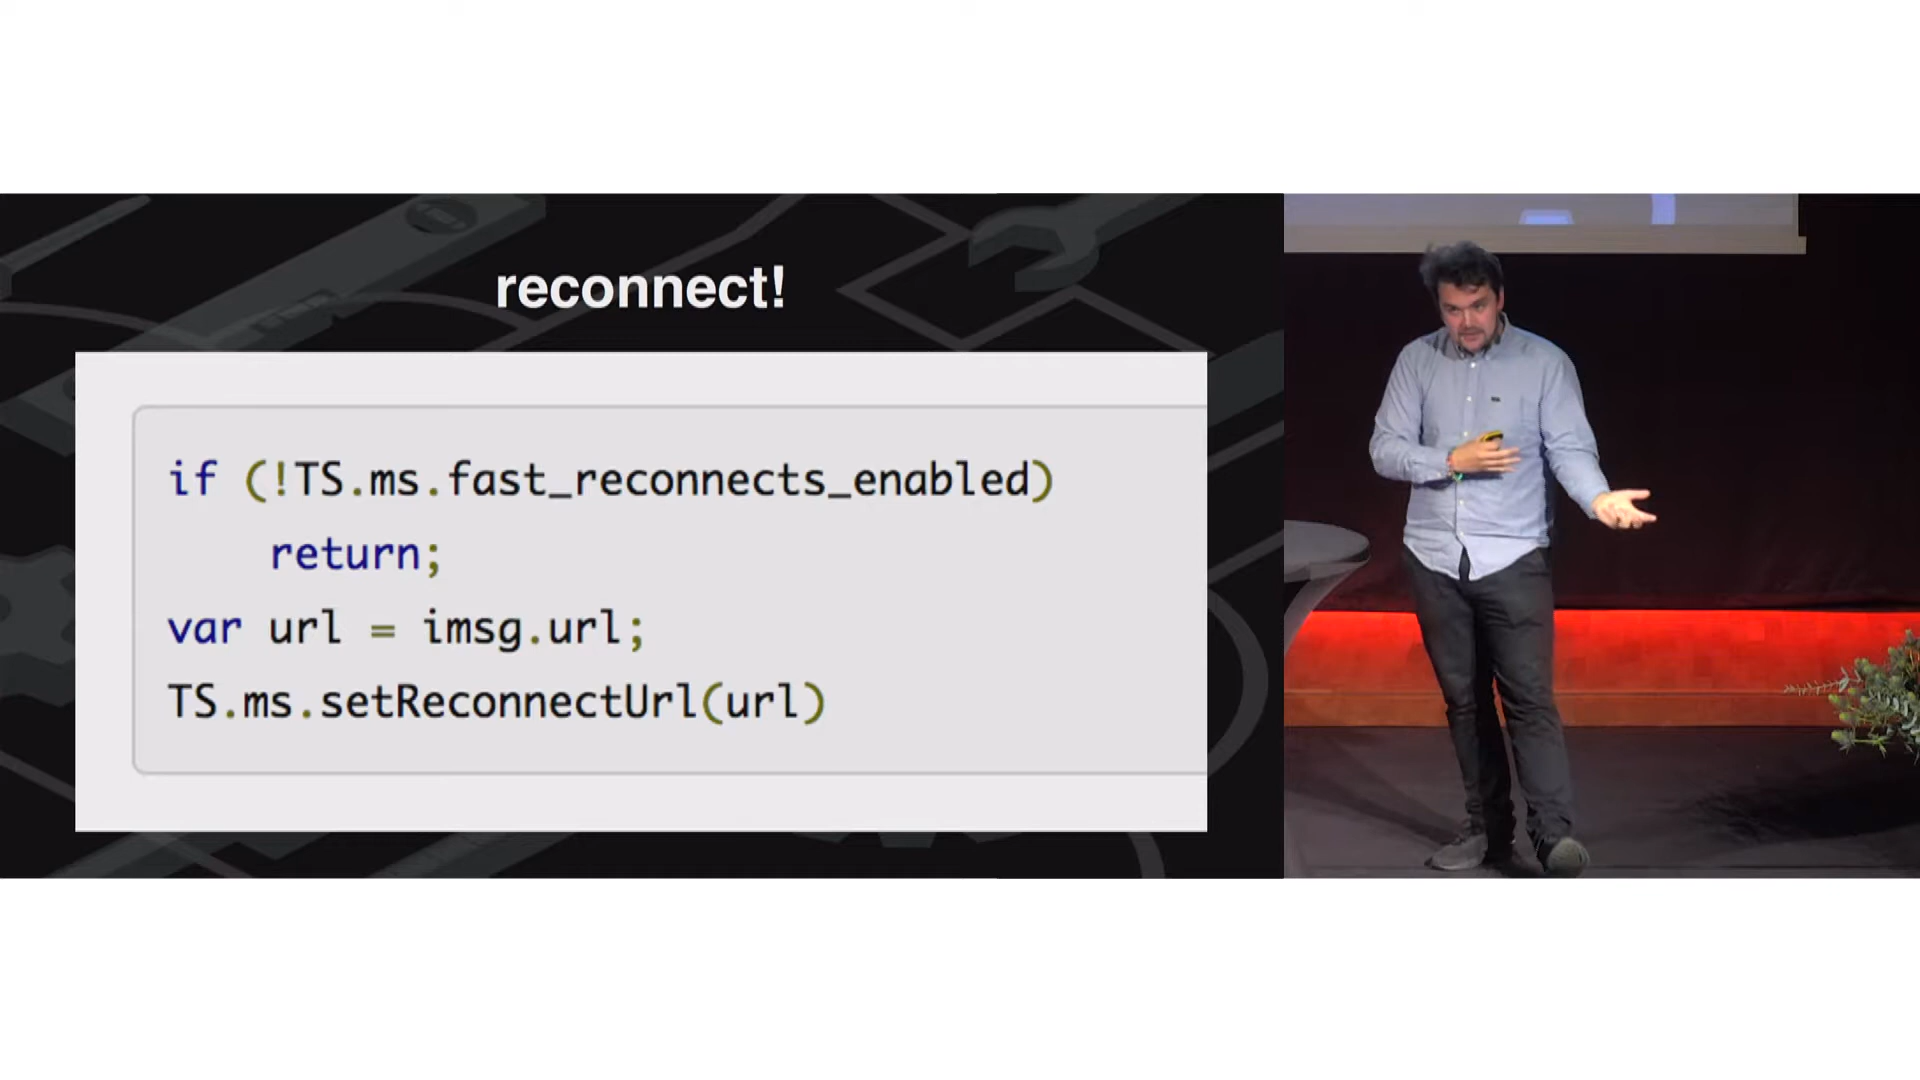 reconnect!
if (!TS.ms.fast_reconnects_enabled)
return;
var url = imsg.url;
TS.ms.setReconnectUrl(url)